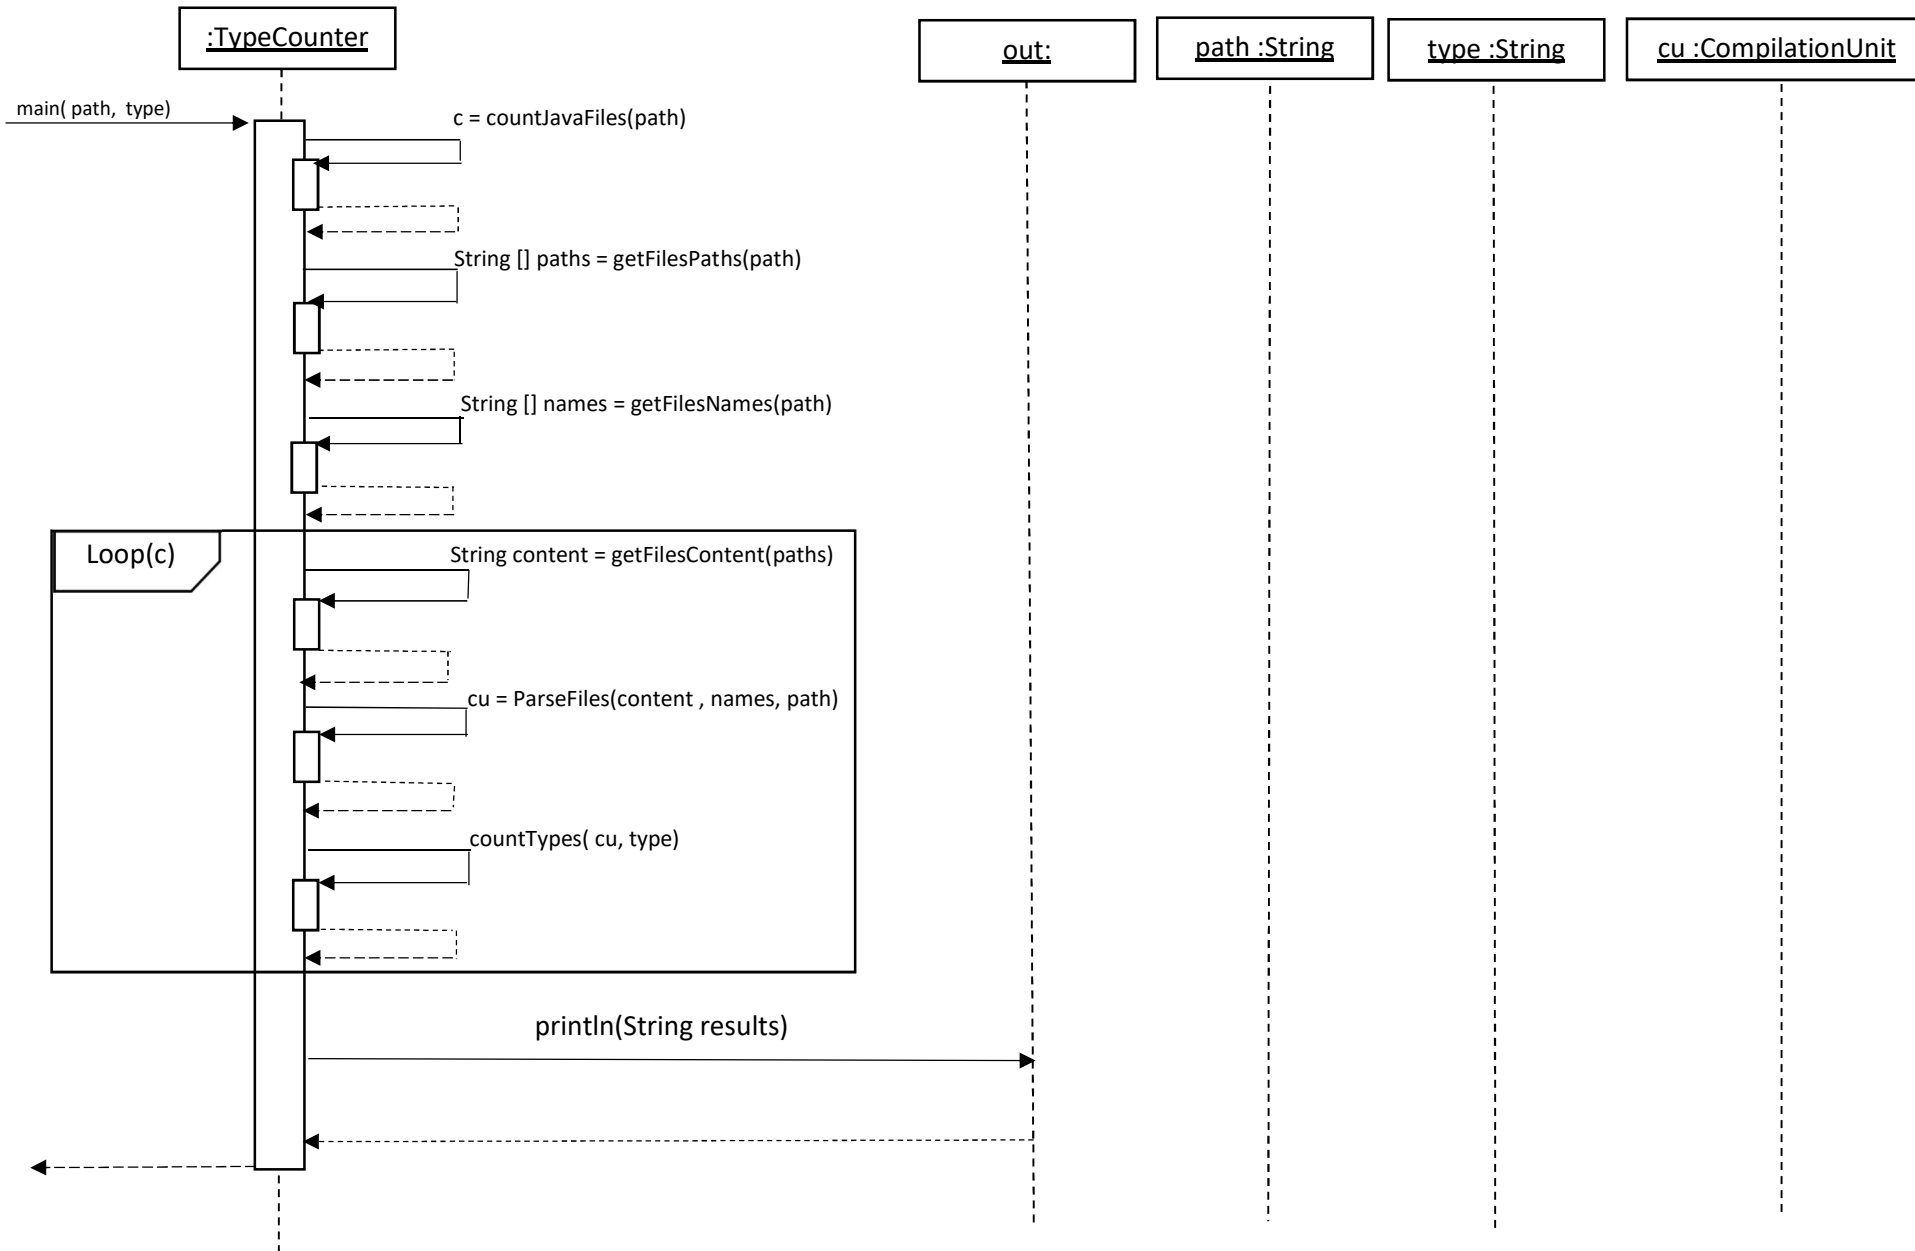 :TypeCounter
out:
path :String
type :String
cu :CompilationUnit
main( path,  type)
c = countJavaFiles(path)
String [] paths = getFilesPaths(path)
String [] names = getFilesNames(path)
Loop(c)
String content = getFilesContent(paths)
cu = ParseFiles(content , names, path)
countTypes( cu, type)
println(String results)